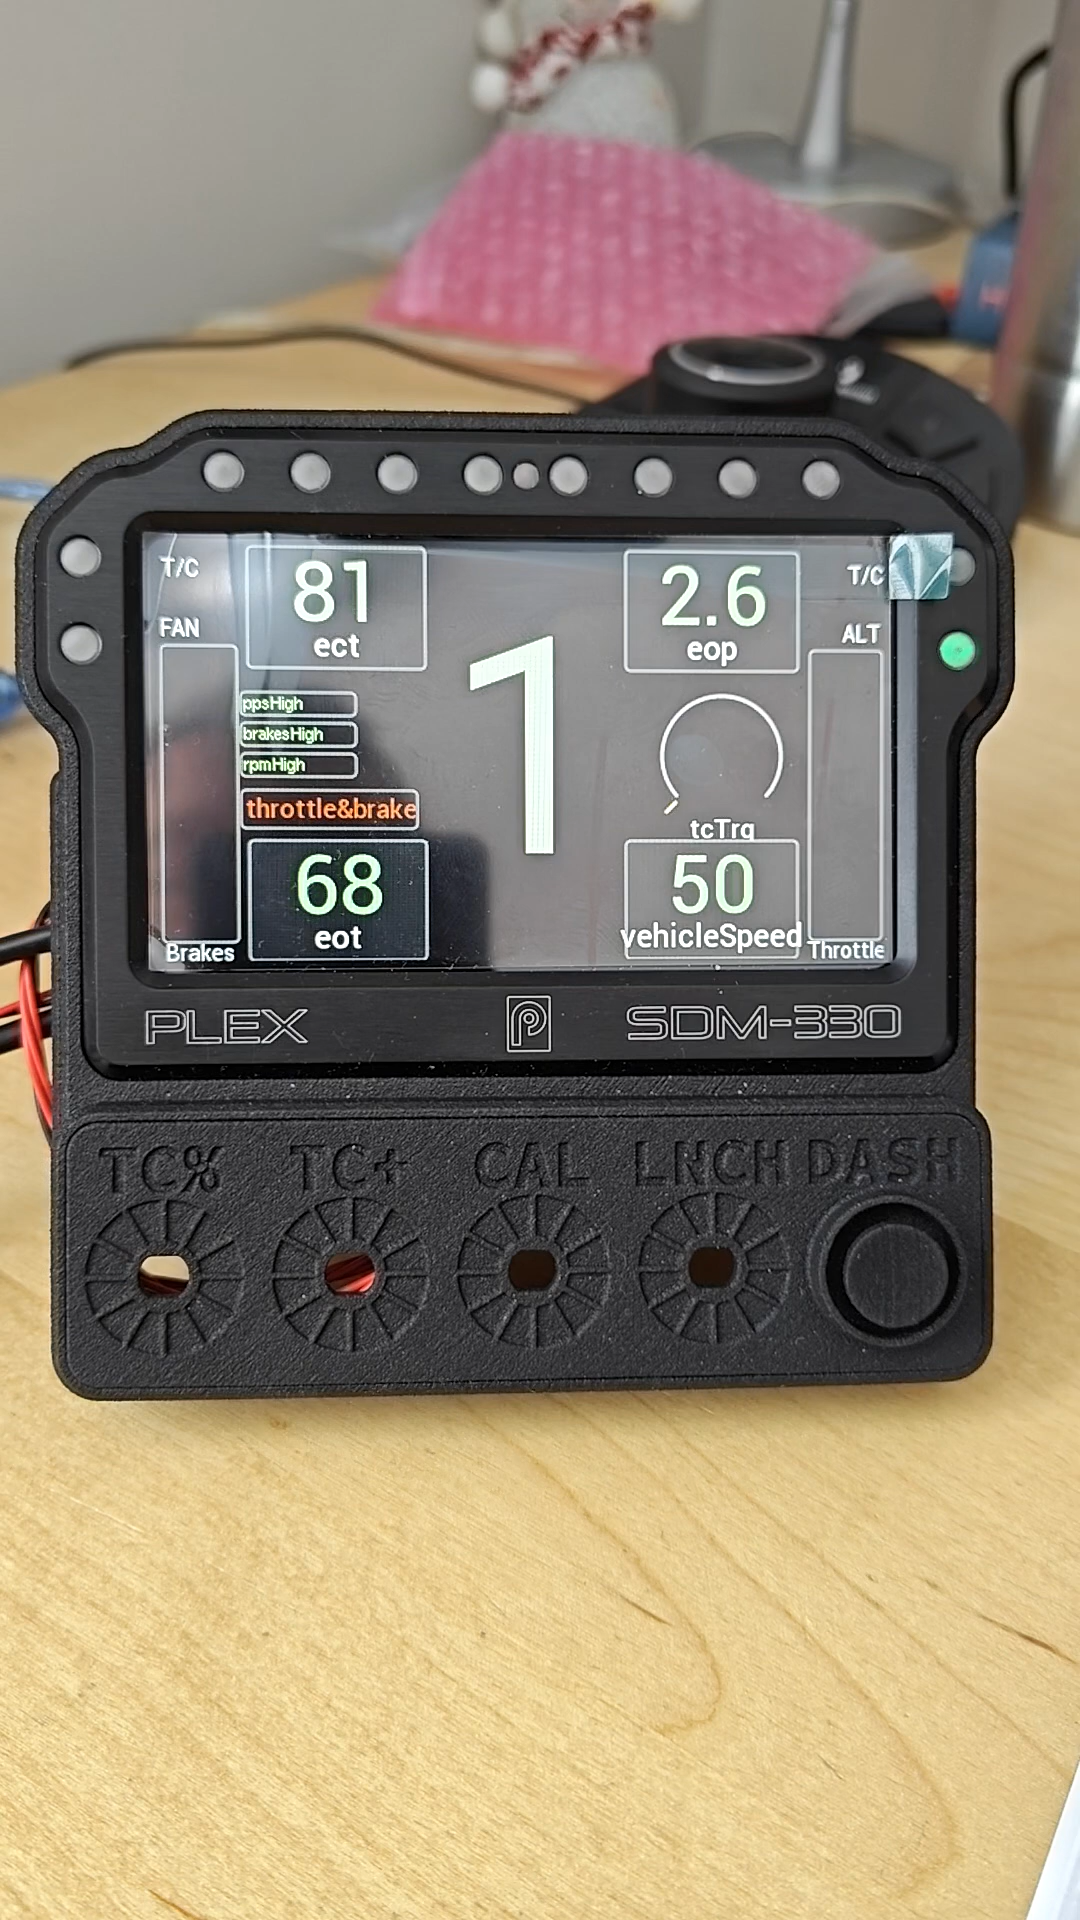 T/C
81
ect
2.6
eop
T/C
FAN
ALT
ppsHigh
brakesHigh
rpmHigh
throttle&brake
1
tcTrq
68
eot
50
vehicleSpeed
Brakes
Throttle
PLEX
SDM-330
TC%
TC+
CAL
LNCH
DASH